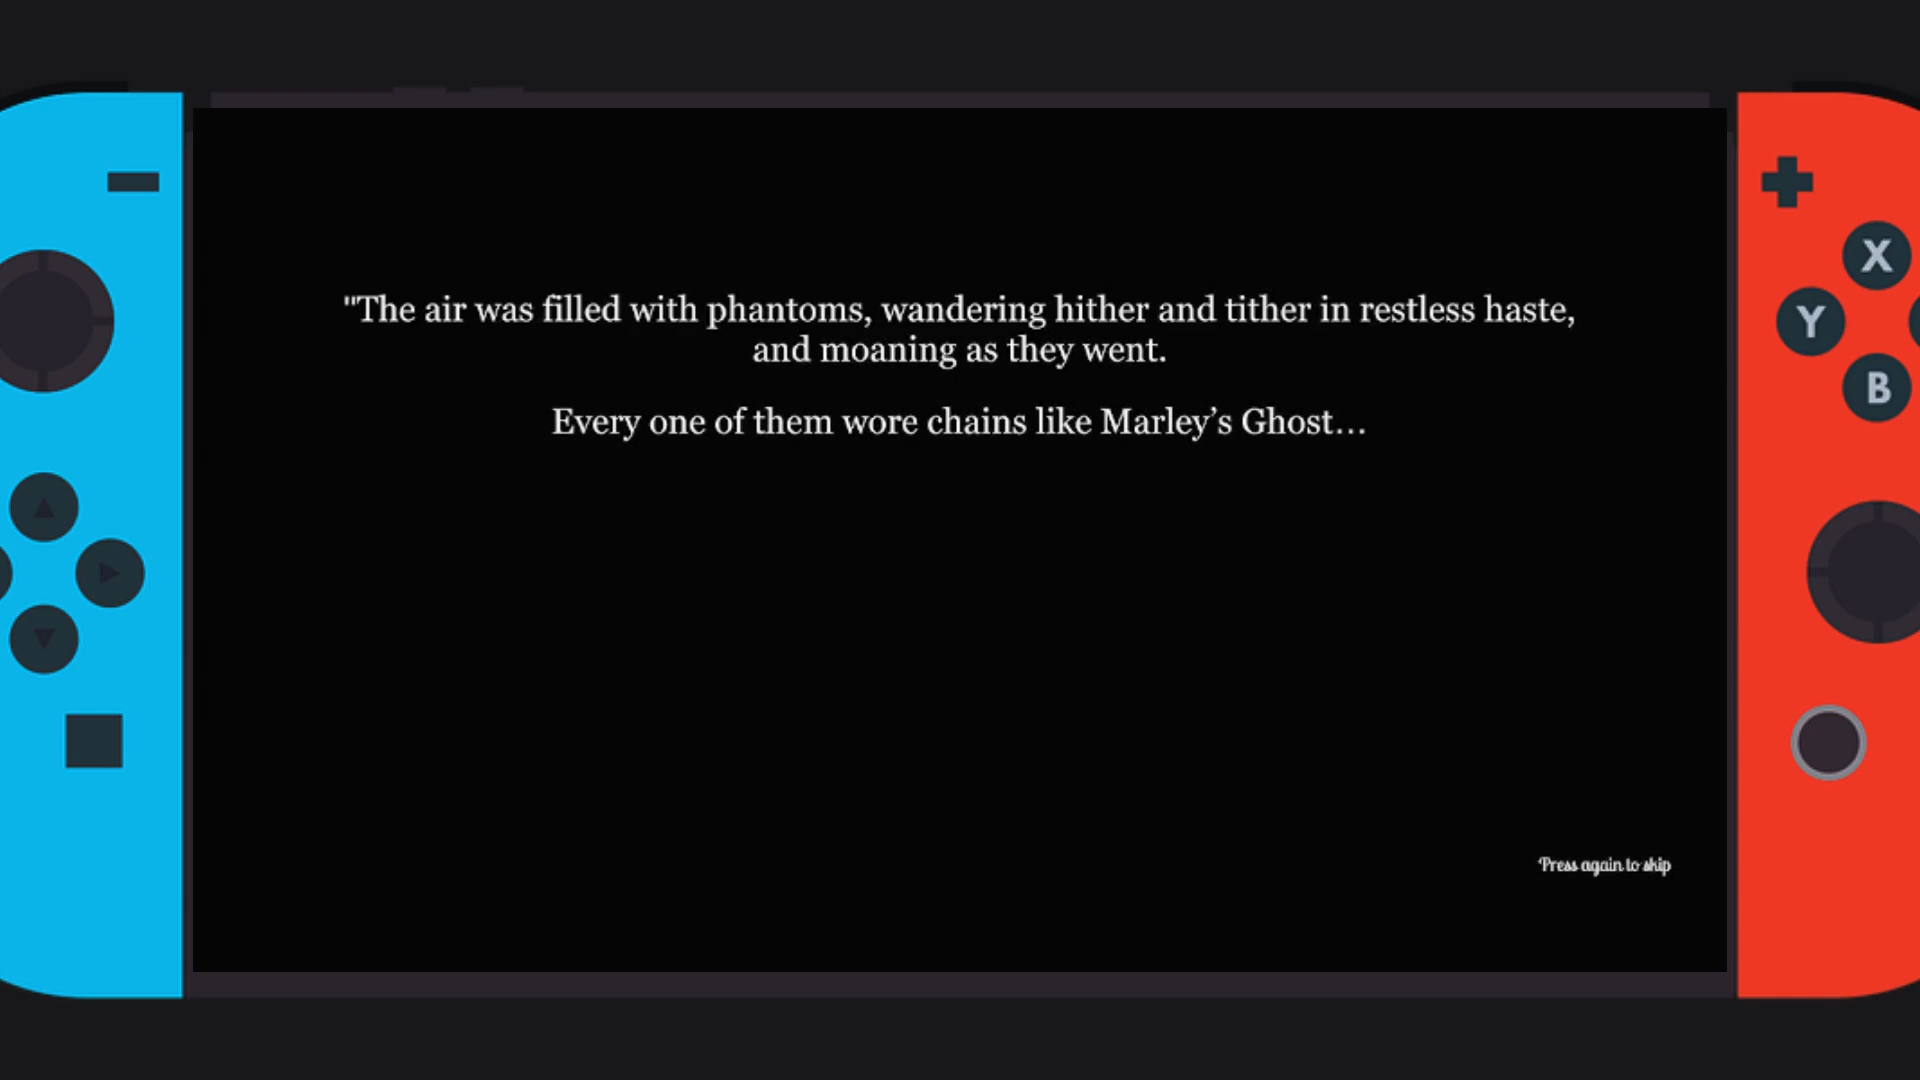 "The air was filled with phantoms, wandering hither and tither in restless haste,
and moaning as they went.
Every one of them wore chains like Marley’s Ghost…
Press again to skip
X
Y
B